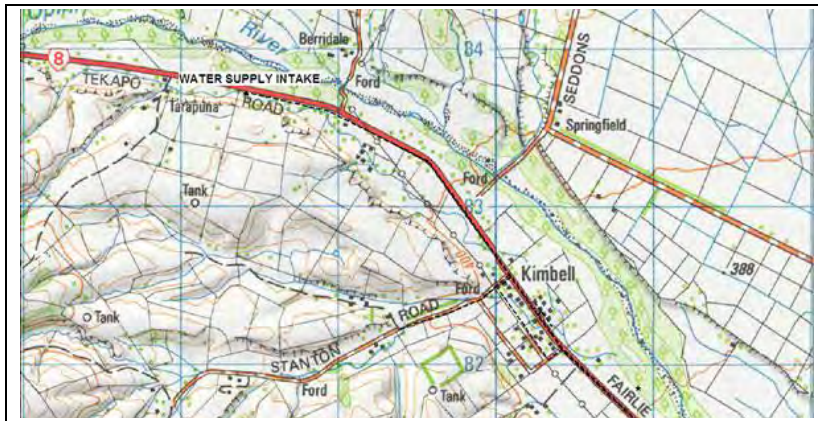 River
Berridale
84
8
TEKAPO
WATER SUPPLY INTAKE
Ford
SEDDONS
Tarapuna
ROAD
Springfield
Tank
Ford
83
400
Kimbell
388
Ford
Tank
ROAD
STANTON
82
Ford
Tank
FAIRLIE